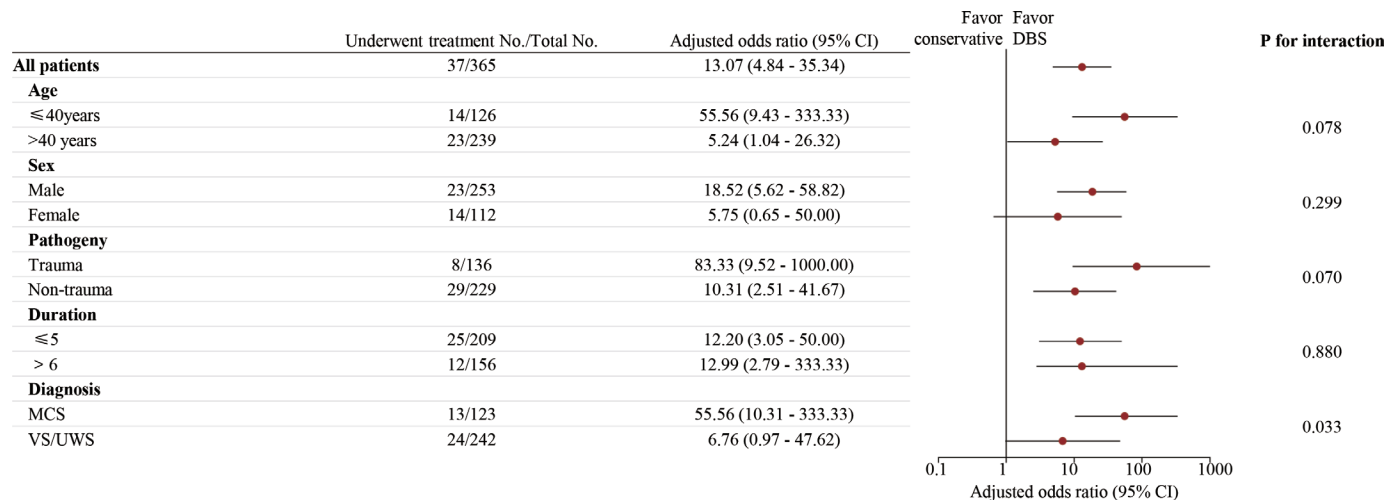 Favor Favor
conservative DBS
Underwent treatment No./Total No. Adjusted odds ratio (95% CI) P for interaction
All patients 37/365 13.07 (4.84 - 35.34)
Age
≤40years 14/126 55.56 (9.43 - 333.33)
0.078
>40 years 23/239 5.24 (1.04 - 26.32)
Sex
Male 23/253 18.52 (5.62 - 58.82)
0.299
Female 14/112 5.75 (0.65 - 50.00)
Pathogeny
Trauma 8/136 83.33 (9.52 - 1000.00)
0.070
Non-trauma 29/229 10.31 (2.51 - 41.67)
Duration
≤5 25/209 12.20 (3.05 - 50.00)
0.880
> 6 12/156 12.99 (2.79 - 333.33)
Diagnosis
MCS 13/123 55.56 (10.31 - 333.33)
0.033
VS/UWS 24/242 6.76 (0.97 - 47.62)
0.1 1 10 100 1000
Adjusted odds ratio (95% CI)